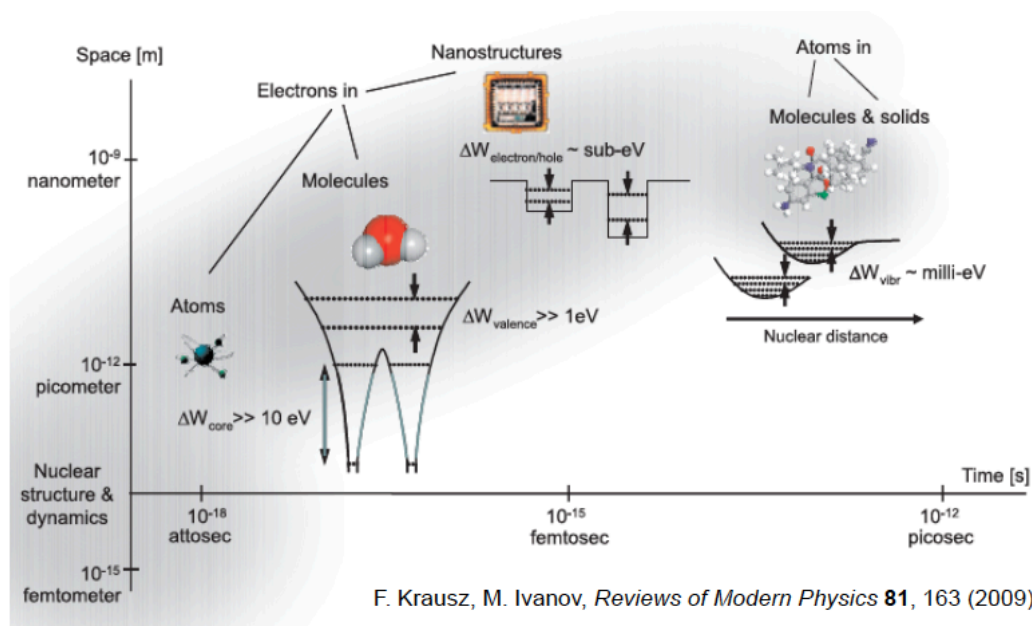 Space [m]
Nanostructures
Electrons in
Atoms in
Molecules & solids
10-9
nanometer
ΔWelectron/hole ~ sub-eV
Molecules
ΔWvibr ~ milli-eV
Atoms
ΔWvalence>> 1eV
Nuclear distance
10-12
picometer
ΔWcore>> 10 eV
Nuclear
structure &
dynamics
Time [s]
10-18
attosec
10-15
femtosec
10-12
picosec
10-15
femtometer
F. Krausz, M. Ivanov, Reviews of Modern Physics 81, 163 (2009)